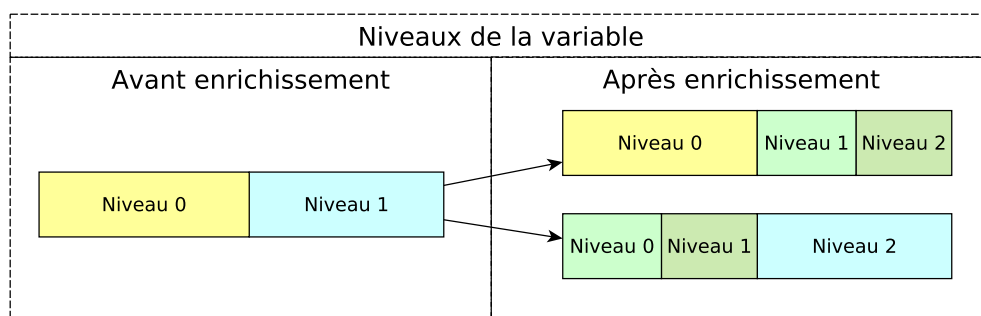 Niveaux de la variable
Avant enrichissement
Après enrichissement
Niveau 0 Niveau 1
Niveau 0 Niveau 1 Niveau 2
Niveau 0 Niveau 1 Niveau 2